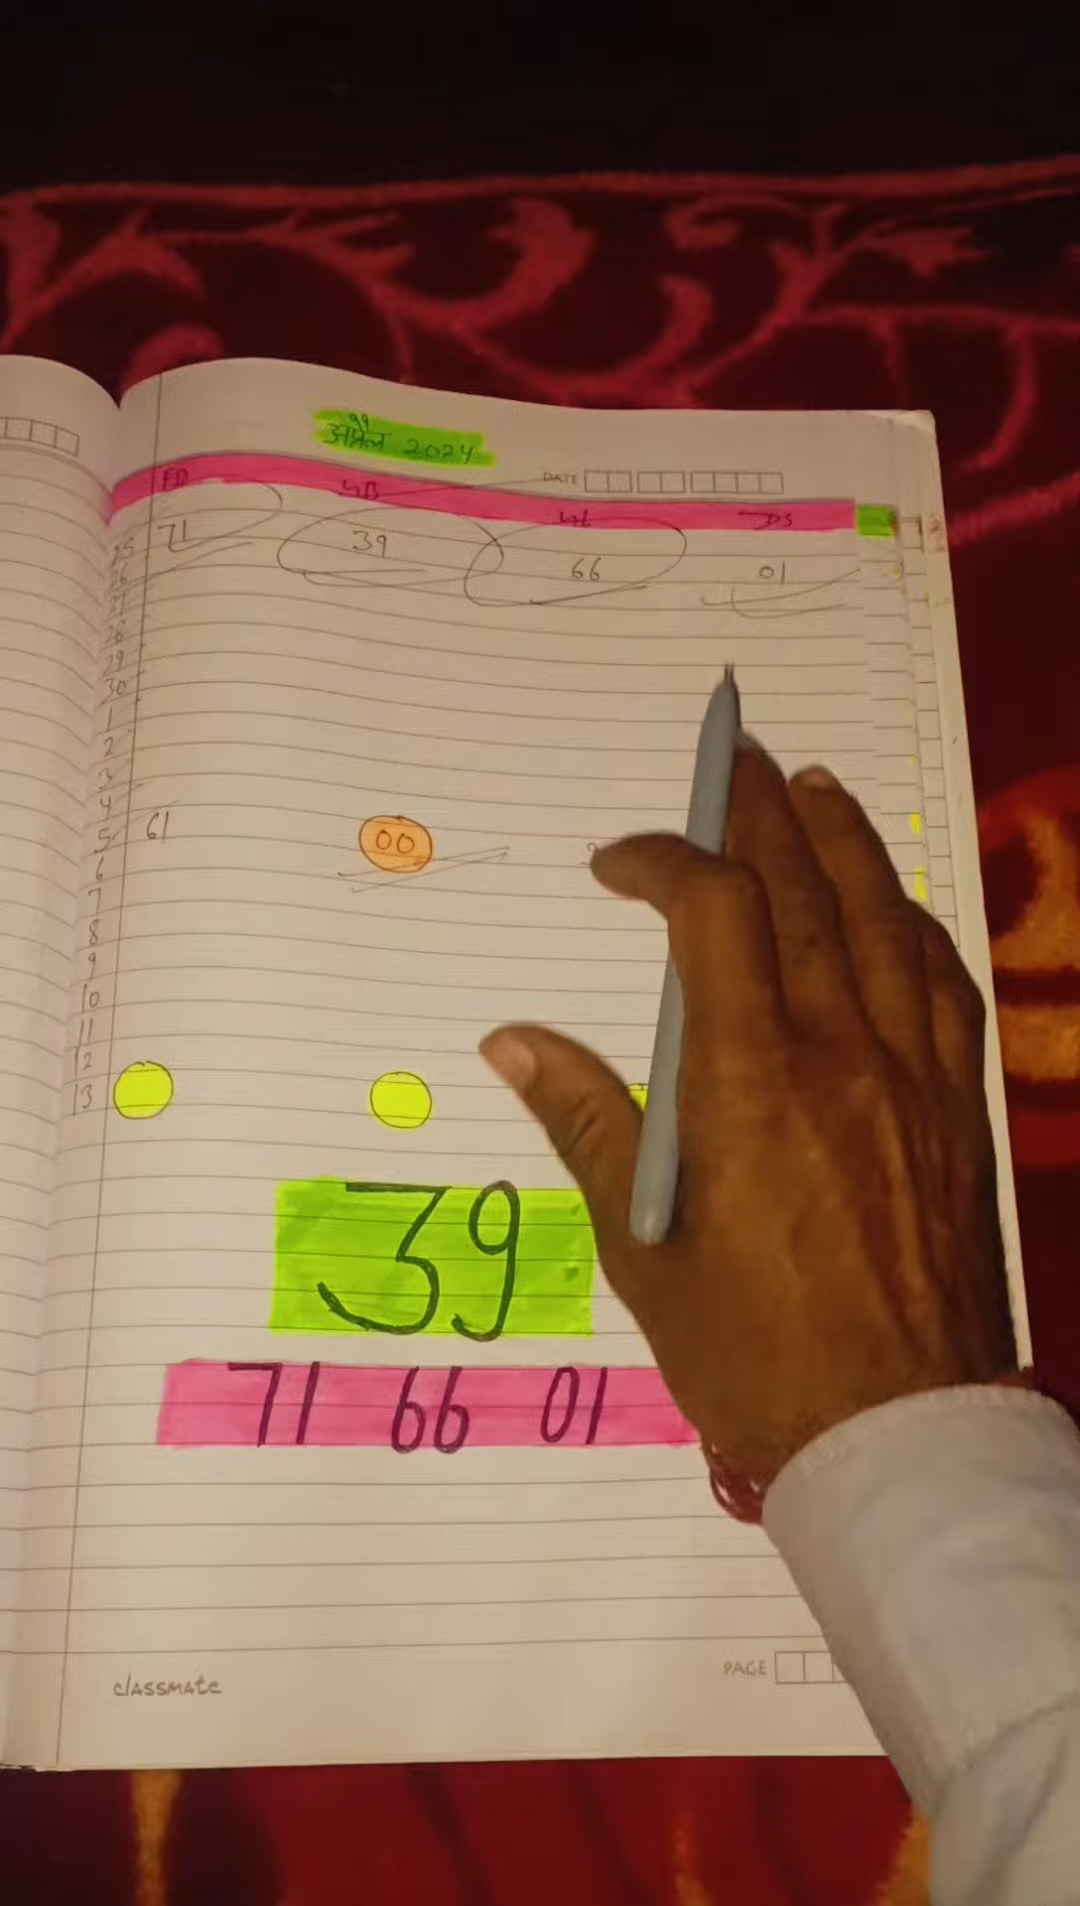 अप्रैल 2024
DATE
FD GB GL DS
25 71 39 66 01
26
27
28
29
30
1
2
3
4
5 61 00
6
7
8
9
10
11
12
13
39
71 66 01
classmate
PAGE